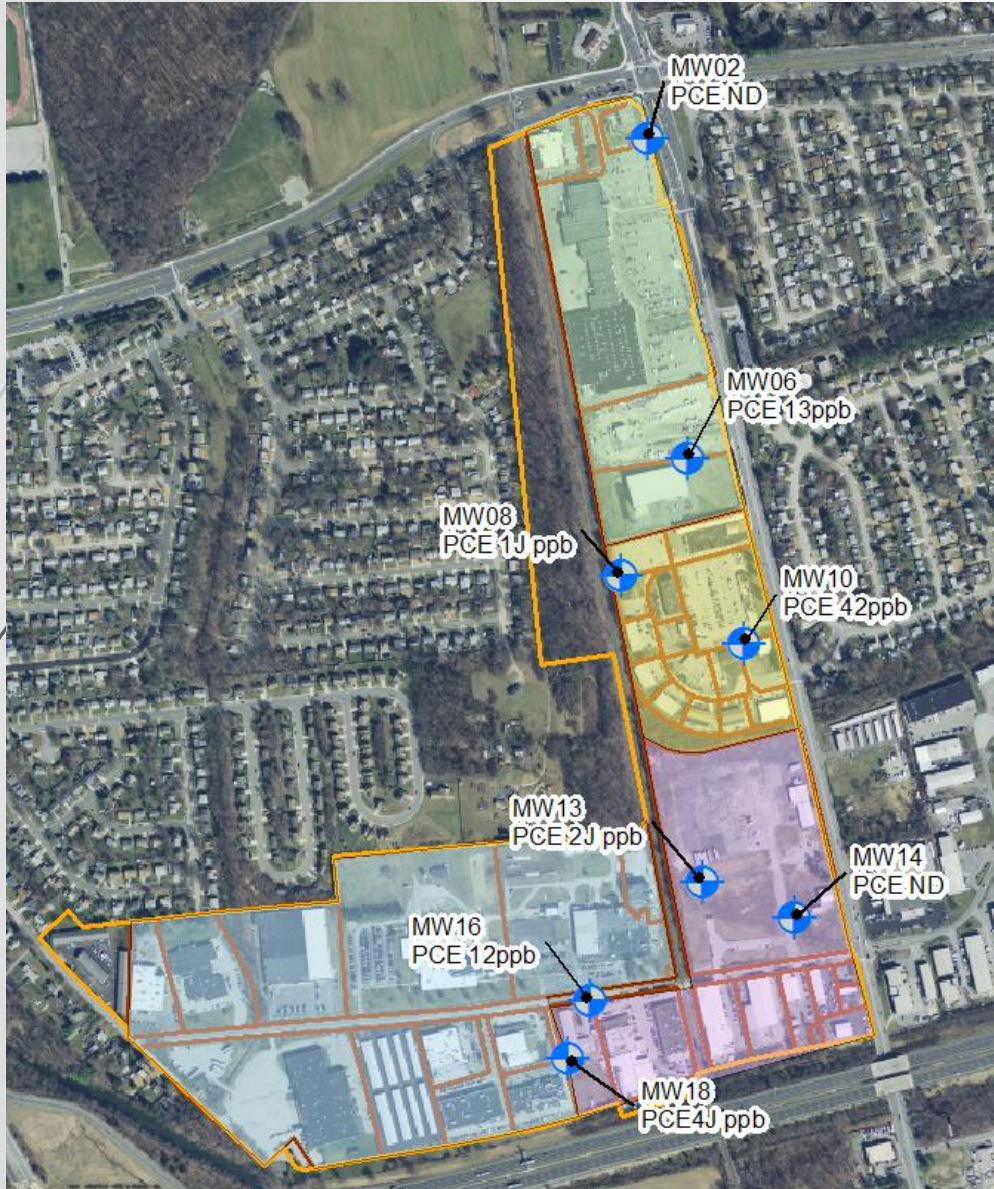 MW02
PCE ND
MW06
PCE 13ppb
MW08
PCE 1J ppb
MW10
PCE 42ppb
MW13
PCE 2J ppb
MW14
PCE ND
MW16
PCE 12ppb
MW18
PCE4J ppb